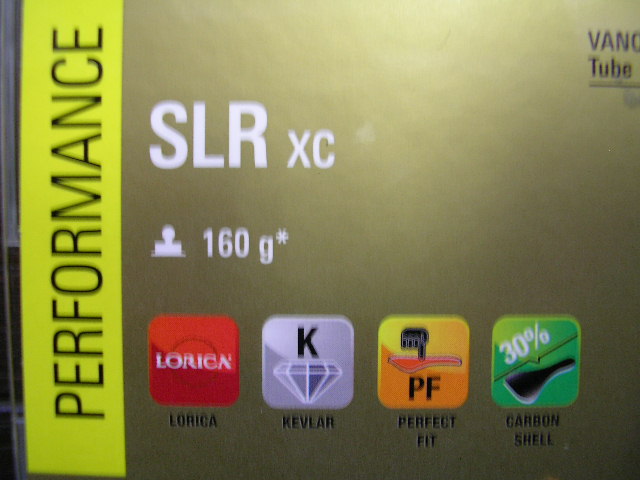 PERFORMANCE
VANO
Tube
SLR XC
160 g*
LORICA
K
PF
30%
LORICA
KEVLAR
PERFECT
FIT
CARBON
SHELL